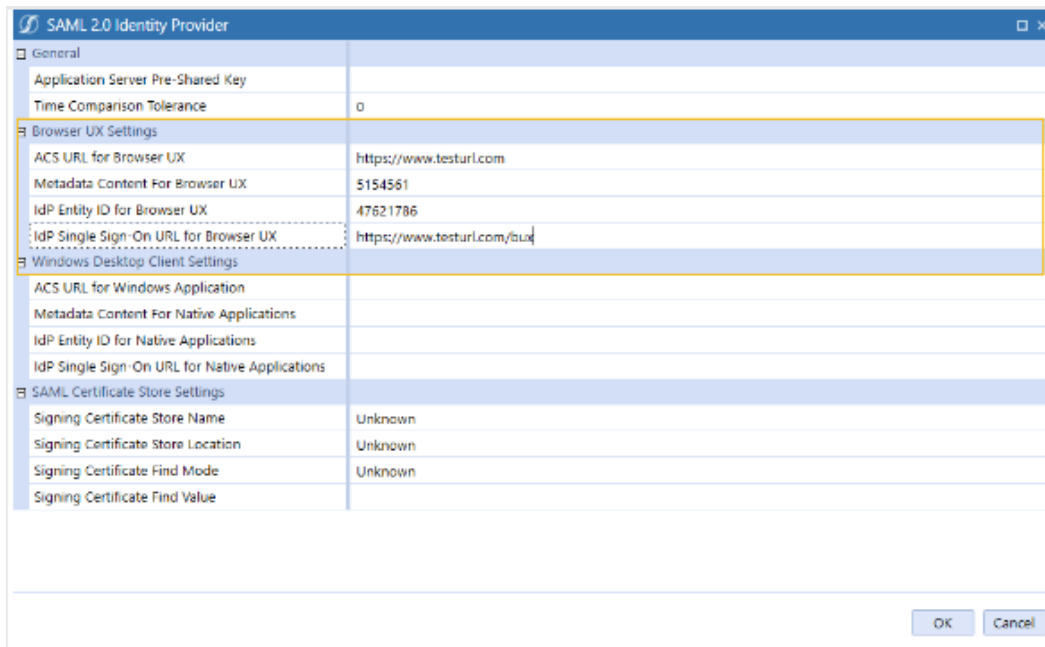 SAML 2.0 Identity Provider
General
Application Server Pre-Shared Key
Time Comparison Tolerance 0
Browser UX Settings
ACS URL for Browser UX https://www.testurl.com
Metadata Content For Browser UX 5154561
IdP Entity ID for Browser UX 47621786
IdP Single Sign-On URL for Browser UX https://www.testurl.com/bux
Windows Desktop Client Settings
ACS URL for Windows Application
Metadata Content For Native Applications
IdP Entity ID for Native Applications
IdP Single Sign-On URL for Native Applications
SAML Certificate Store Settings
Signing Certificate Store Name Unknown
Signing Certificate Store Location Unknown
Signing Certificate Find Mode Unknown
Signing Certificate Find Value
OK Cancel